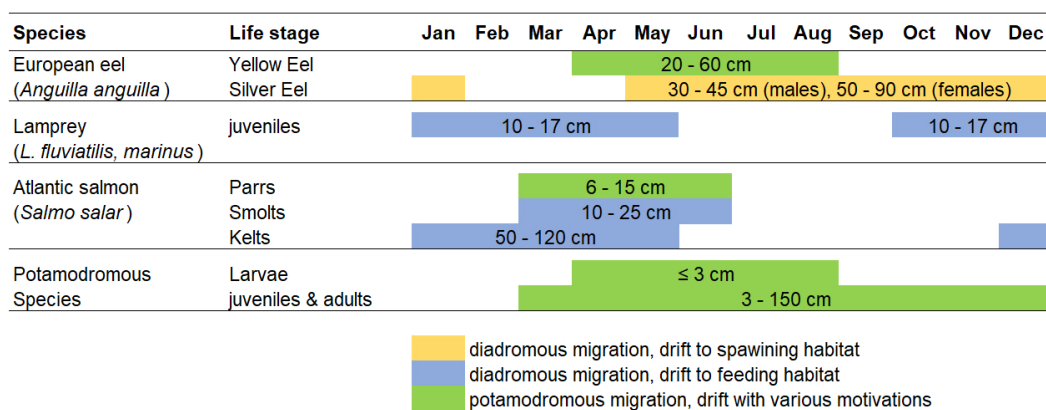 Species Life stage Jan Feb Mar Apr May Jun Jul Aug Sep Oct Nov Dec
European eel Yellow Eel 20 - 60 cm
(Anguilla anguilla) Silver Eel 30 - 45 cm (males), 50 - 90 cm (females)
Lamprey juveniles 10 - 17 cm 10 - 17 cm
(L. fluviatilis, marinus)
Atlantic salmon Parrs 6 - 15 cm
(Salmo salar) Smolts 10 - 25 cm
Kelts 50 - 120 cm
Potamodromous Larvae ≤ 3 cm
Species juveniles & adults 3 - 150 cm
diadromous migration, drift to spawining habitat
diadromous migration, drift to feeding habitat
potamodromous migration, drift with various motivations